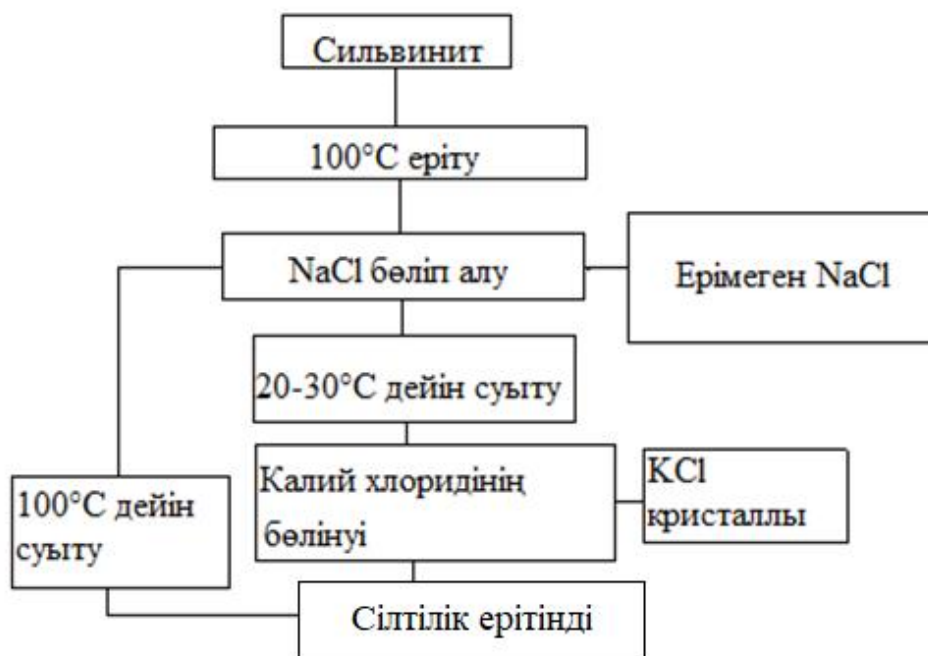 Сильвинит
100°С еріту
NaCl бөліп алу
Ерімеген NaCl
20-30°С дейін суыту
Калий хлоридінің
бөлінуі
KCl
кристаллы
100°С дейін
суыту
Сілтілік ерітінді